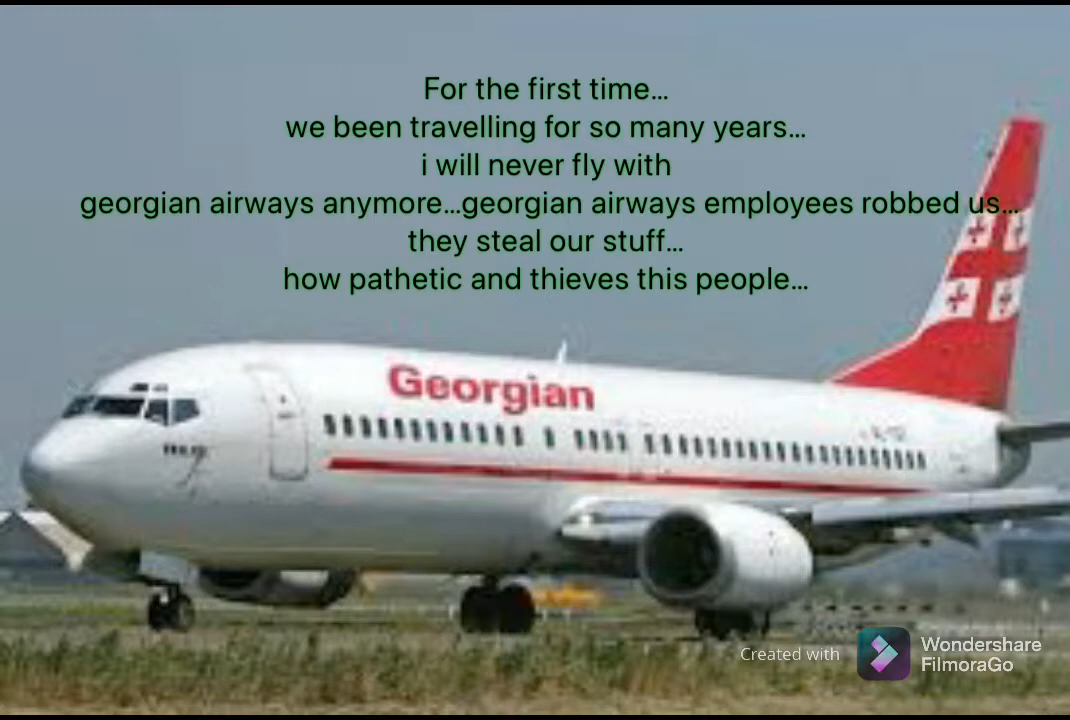 For the first time...
we been travelling for so many years...
i will never fly with
georgian airways anymore...georgian airways employees robbed us...
they steal our stuff...
how pathetic and thieves this people...
Georgian
Created with
Wondershare
FilmoraGo